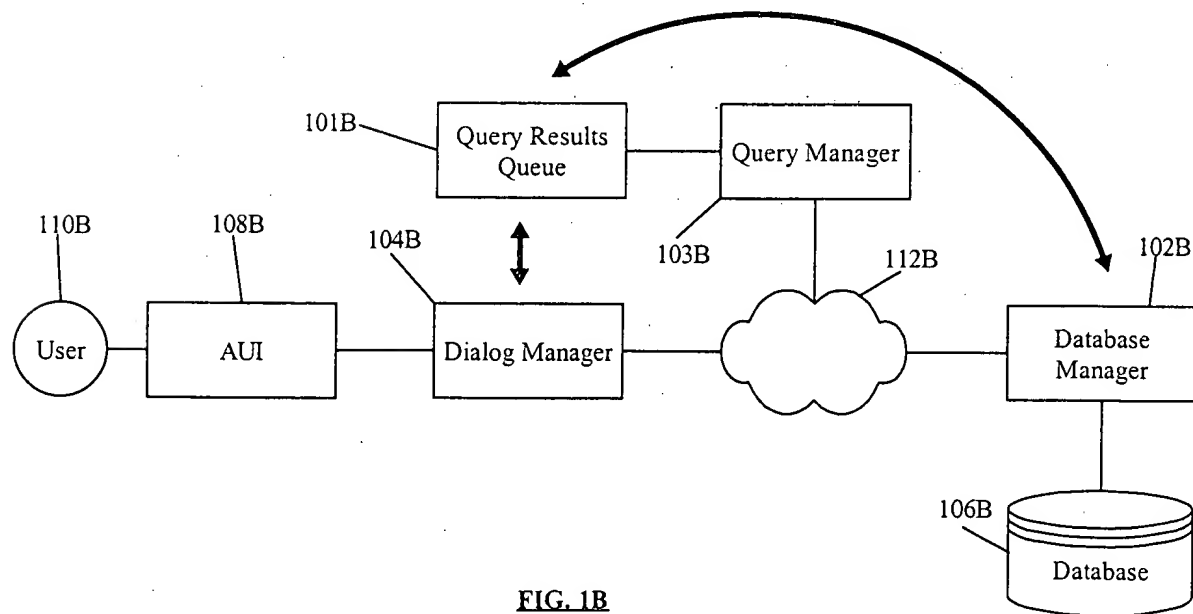 101B
Query Results
Queue
Query Manager
110B
108B
104B
103B
112B
102B
User
AUI
Dialog Manager
Database
Manager
106B
Database
FIG. 1B